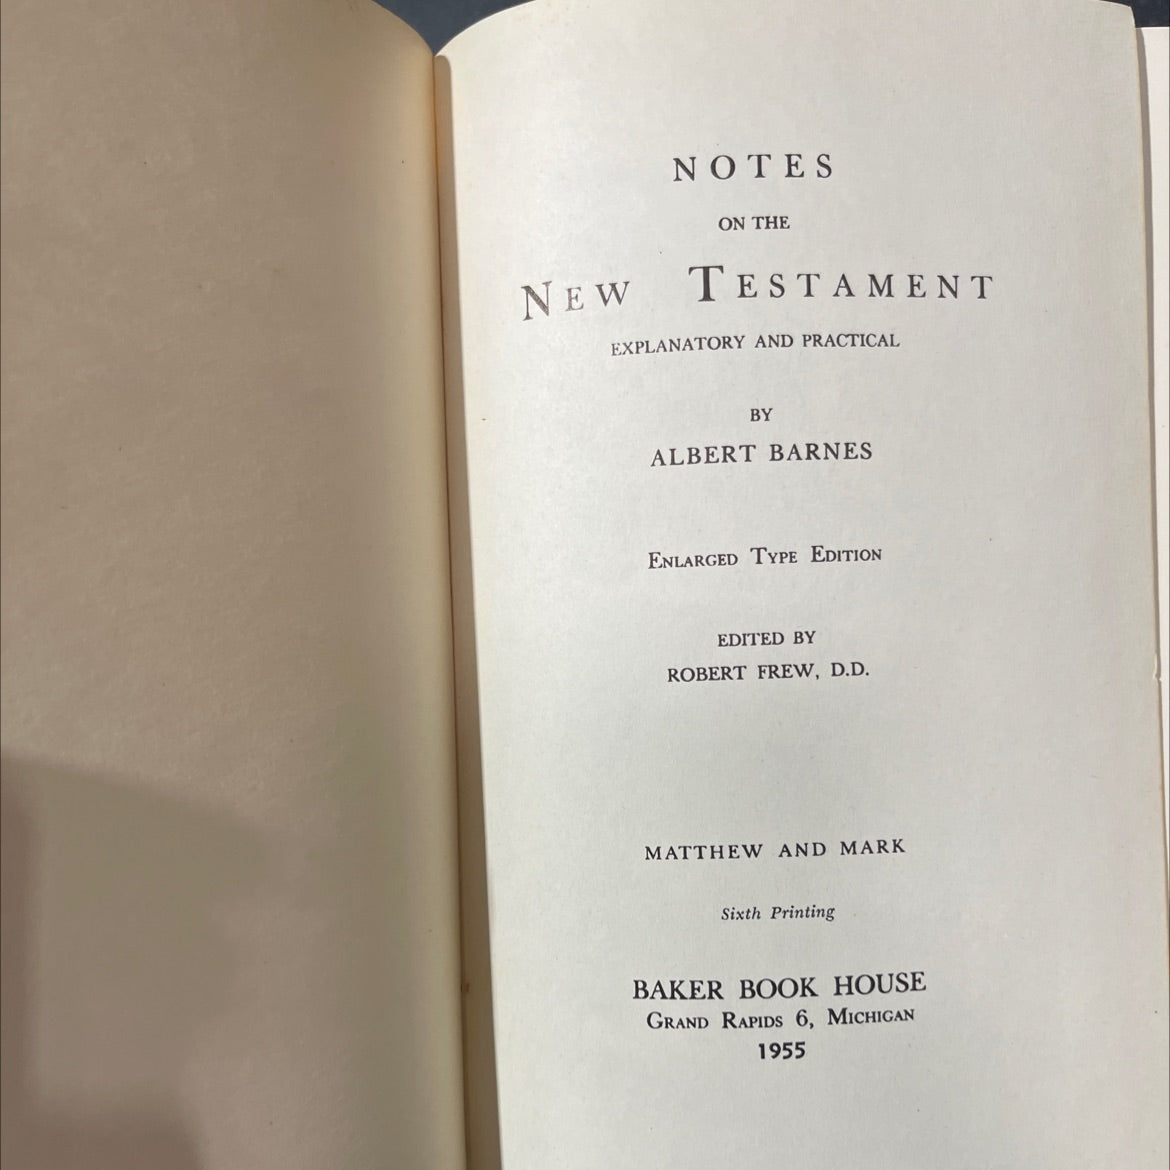 NOTES
ON THE
NEW TESTAMENT
EXPLANATORY AND PRACTICAL
BY
ALBERT BARNES
ENLARGED TYPE EDITION
EDITED BY
ROBERT FREW, D.D.
MATTHEW AND MARK
Sixth Printing
BAKER BOOK HOUSE
GRAND RAPIDS 6, MICHIGAN
1955